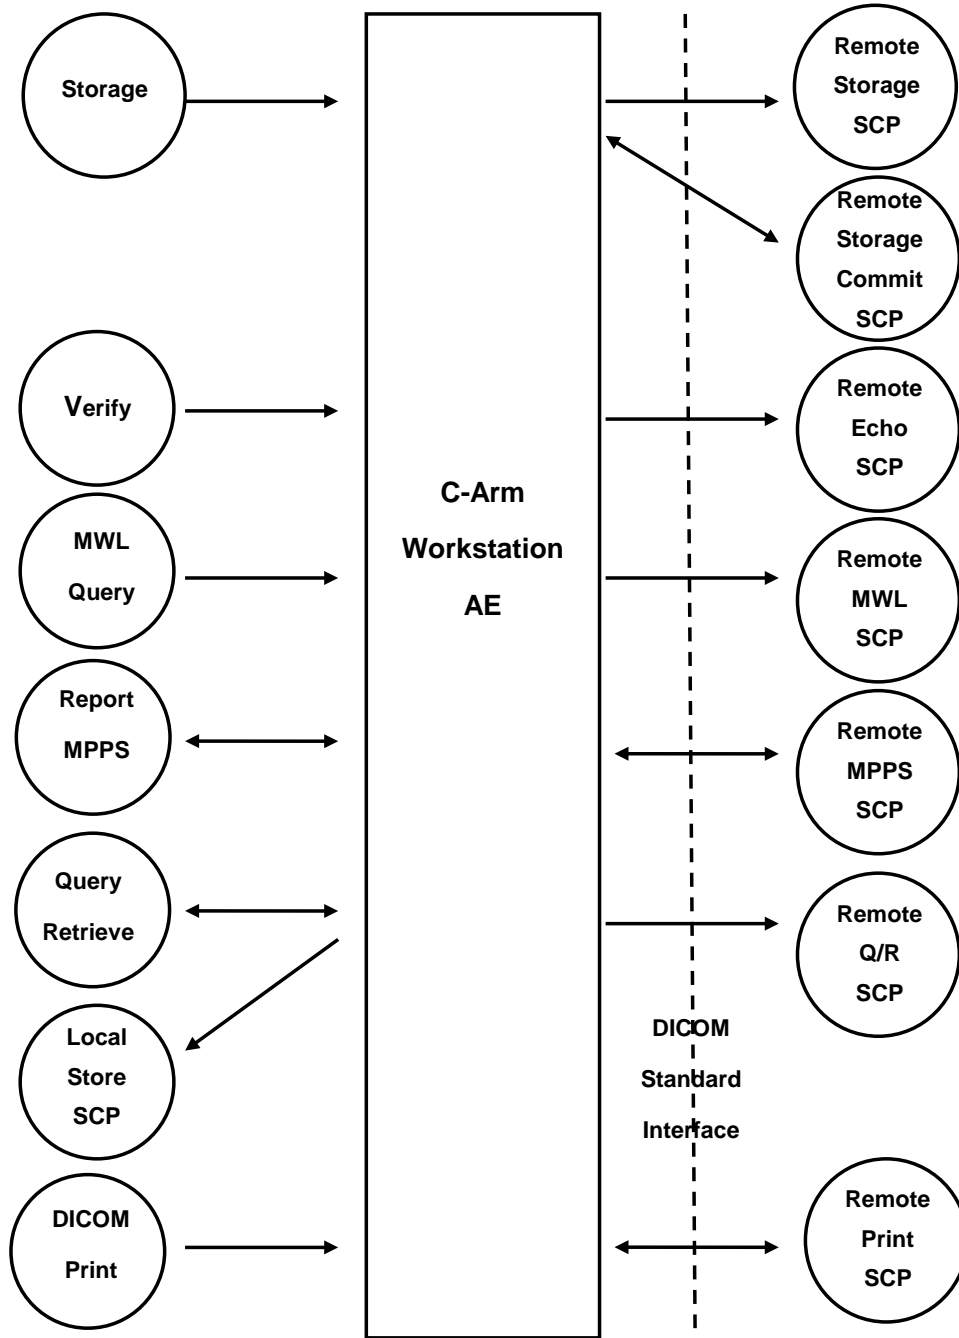 Storage
Verify
MWL
Query
Report
MPPS
Query
Retrieve
Local
Store
SCP
DICOM
Print
C-Arm
Workstation
AE
DICOM
Standard
Interface
Remote
Storage
SCP
Remote
Storage
Commit
SCP
Remote
Echo
SCP
Remote
MWL
SCP
Remote
MPPS
SCP
Remote
Q/R
SCP
Remote
Print
SCP